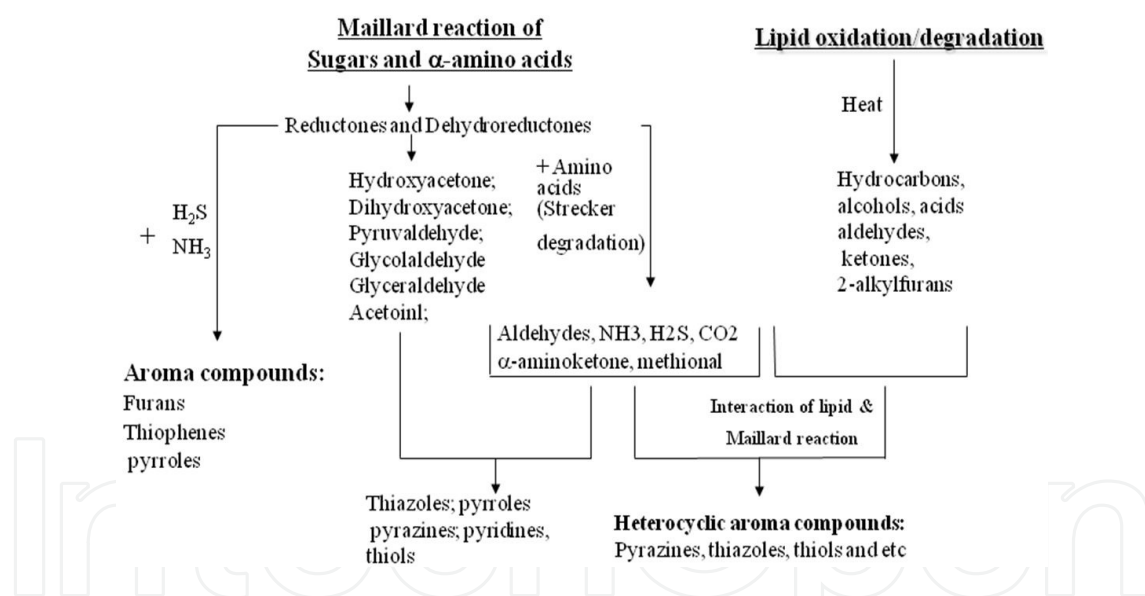 Maillard reaction of
Sugars and α-amino acids
Lipid oxidation/degradation
Heat
Reductones and Dehydroreductones
H₂S
+
NH₃
Hydroxyacetone;
Dihydroxyacetone;
Pyruvaldehyde;
Glycolaldehyde
Glyceraldehyde
Acetoinl;
+ Amino
acids
(Strecker
degradation)
Hydrocarbons,
alcohols, acids
aldehydes,
ketones,
2-alkylfurans
Aldehydes, NH3, H2S, CO2
α-aminoketone, methional
Aroma compounds:
Furans
Thiophenes
pyrroles
Interaction of lipid &
Maillard reaction
Thiazoles; pyrroles
pyrazines; pyridines,
thiols
Heterocyclic aroma compounds:
Pyrazines, thiazoles, thiols and etc